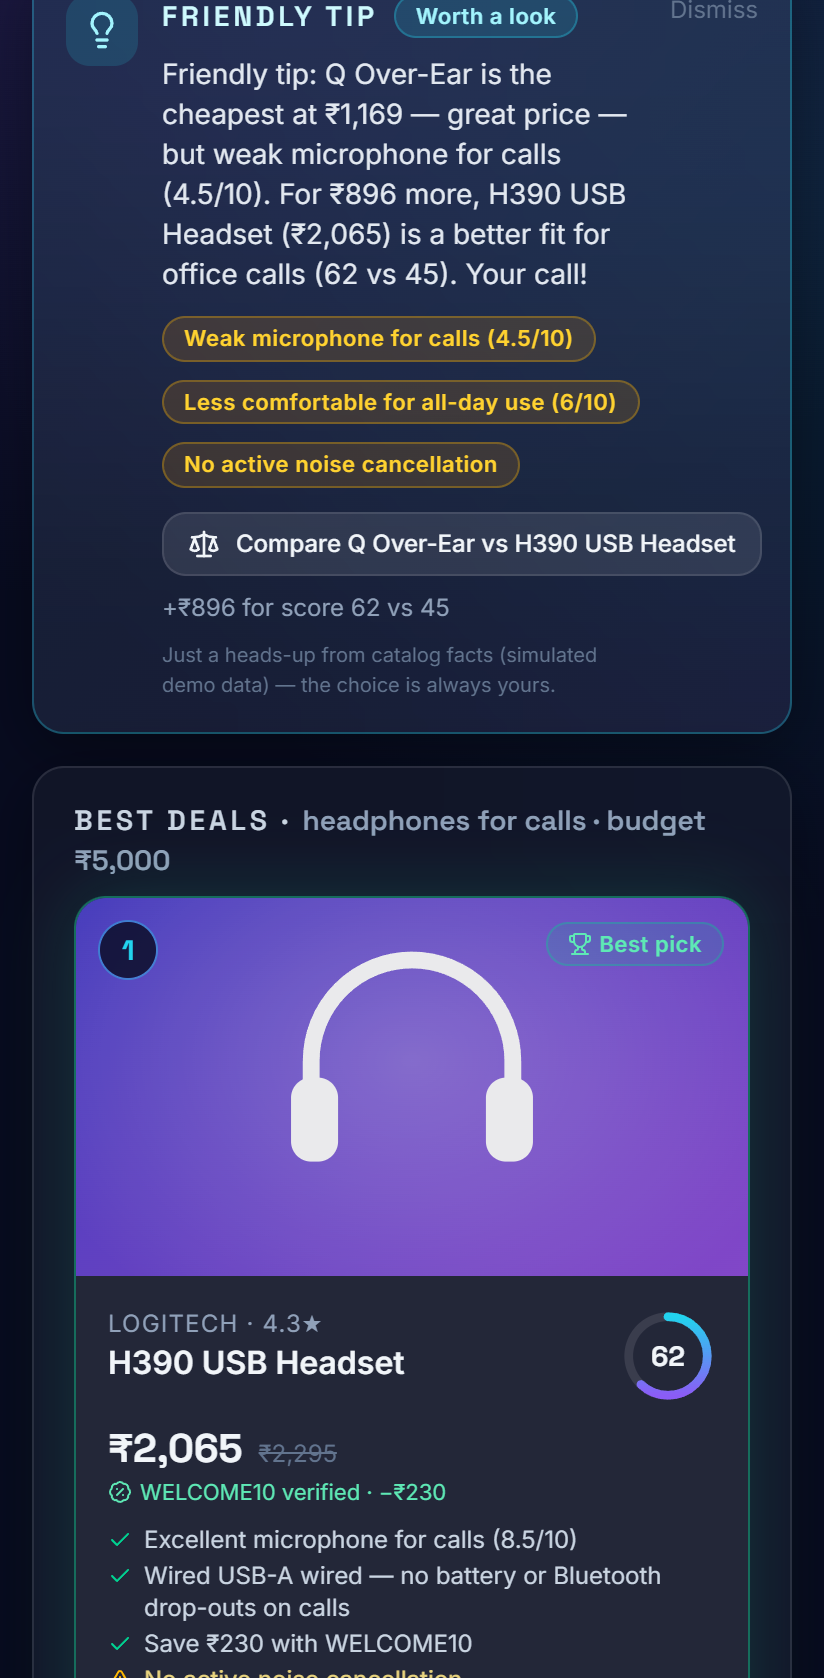 FRIENDLY TIP Worth a look Dismiss
Friendly tip: Q Over-Ear is the
cheapest at ₹1,169 — great price —
but weak microphone for calls
(4.5/10). For ₹896 more, H390 USB
Headset (₹2,065) is a better fit for
office calls (62 vs 45). Your call!
Weak microphone for calls (4.5/10)
Less comfortable for all-day use (6/10)
No active noise cancellation
Compare Q Over-Ear vs H390 USB Headset
+₹896 for score 62 vs 45
Just a heads-up from catalog facts (simulated
demo data) — the choice is always yours.
BEST DEALS · headphones for calls · budget
₹5,000
1 Best pick
LOGITECH · 4.3★
H390 USB Headset
62
₹2,065 ₹2,295
WELCOME10 verified · −₹230
Excellent microphone for calls (8.5/10)
Wired USB-A wired — no battery or Bluetooth
drop-outs on calls
Save ₹230 with WELCOME10
No active noise cancellation